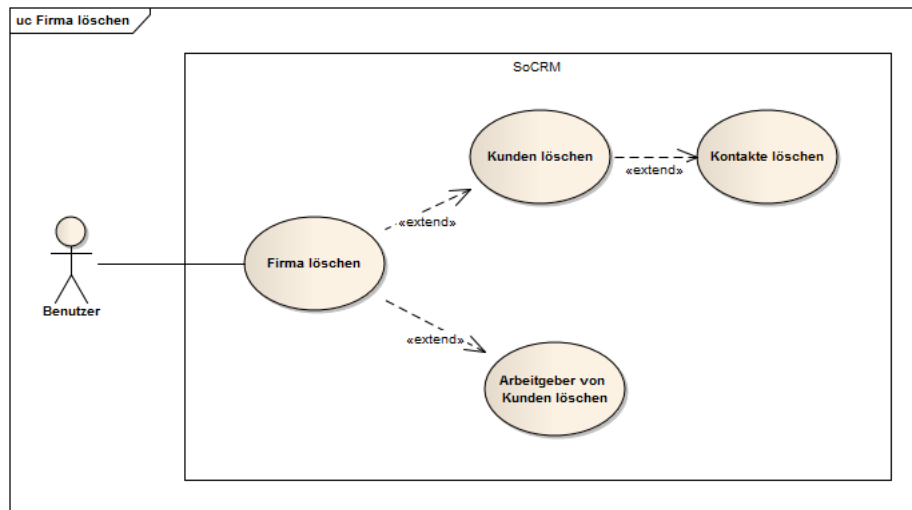 uc Firma löschen
SoCRM
Kunden löschen
«extend»
Kontakte löschen
«extend»
Firma löschen
Benutzer
«extend»
Arbeitgeber von
Kunden löschen